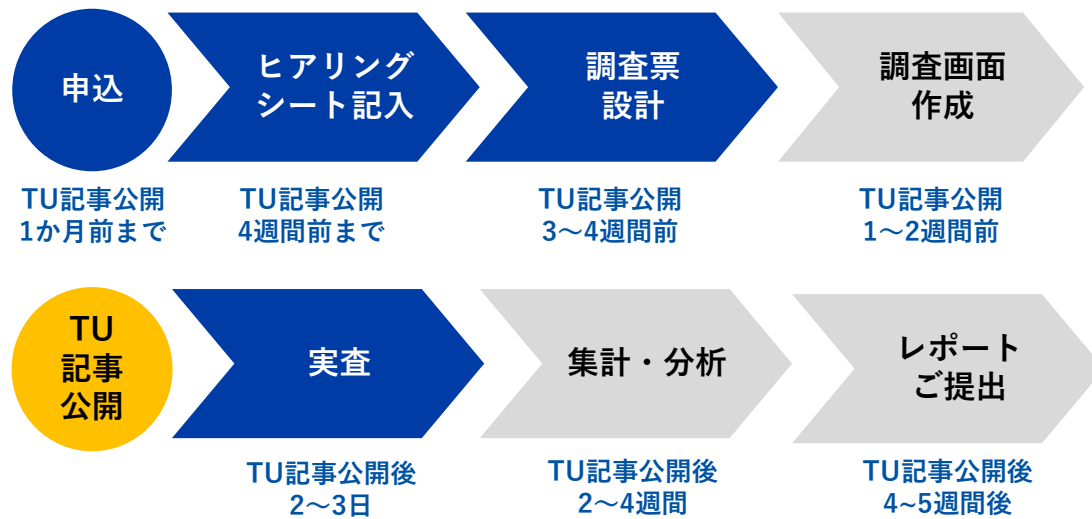 申込
ヒアリング
シート記入
調査票
設計
調査画面
作成
TU記事公開
1か月前まで
TU記事公開
4週間前まで
TU記事公開
3～4週間前
TU記事公開
1～2週間前
TU
記事
公開
実査
集計・分析
レポート
ご提出
TU記事公開後
2～3日
TU記事公開後
2～4週間
TU記事公開後
4~5週間後